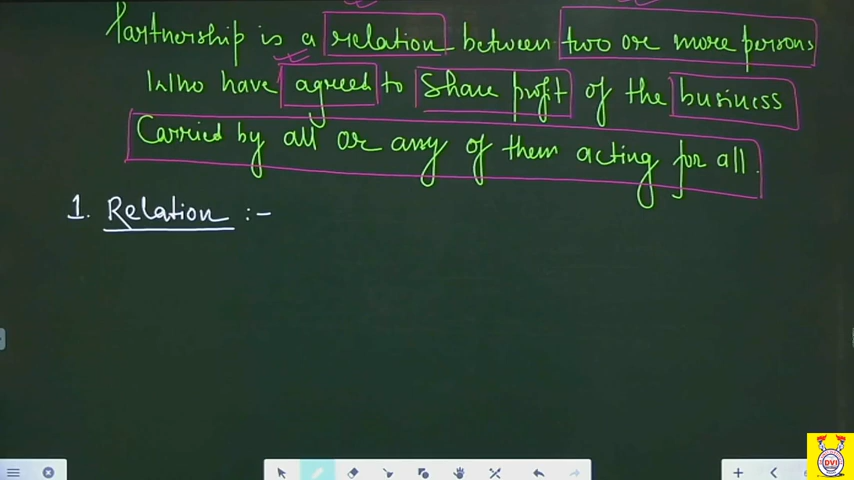 Partnership is a relation between two or more persons
Who have agreed to share profit of the business
Carried by all or any of them acting for all.
1. Relation :-
DVI